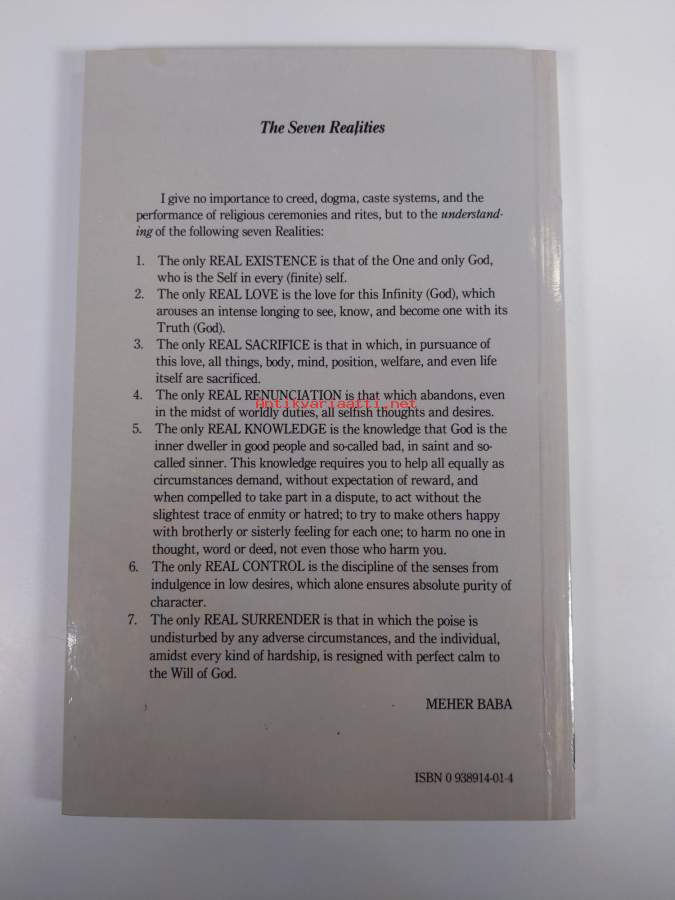 The Seven Realities
I give no importance to creed, dogma, caste systems, and the
performance of religious ceremonies and rites, but to the understand-
ing of the following seven Realities:
1. The only REAL EXISTENCE is that of the One and only God,
who is the Self in every (finite) self.
2. The only REAL LOVE is the love for this Infinity (God), which
arouses an intense longing to see, know, and become one with its
Truth (God).
3. The only REAL SACRIFICE is that in which, in pursuance of
this love, all things, body, mind, position, welfare, and even life
itself are sacrificed.
4. The only REAL RENUNCIATION is that which abandons, even
Antikvariaatti.net
in the midst of worldly duties, all selfish thoughts and desires.
5. The only REAL KNOWLEDGE is the knowledge that God is the
inner dweller in good people and so-called bad, in saint and so-
called sinner. This knowledge requires you to help all equally as
circumstances demand, without expectation of reward, and
when compelled to take part in a dispute, to act without the
slightest trace of enmity or hatred; to try to make others happy
with brotherly or sisterly feeling for each one; to harm no one in
thought, word or deed, not even those who harm you.
6. The only REAL CONTROL is the discipline of the senses from
indulgence in low desires, which alone ensures absolute purity of
character.
7. The only REAL SURRENDER is that in which the poise is
undisturbed by any adverse circumstances, and the individual,
amidst every kind of hardship, is resigned with perfect calm to
the Will of God.
MEHER BABA
ISBN 0 938914-01-4